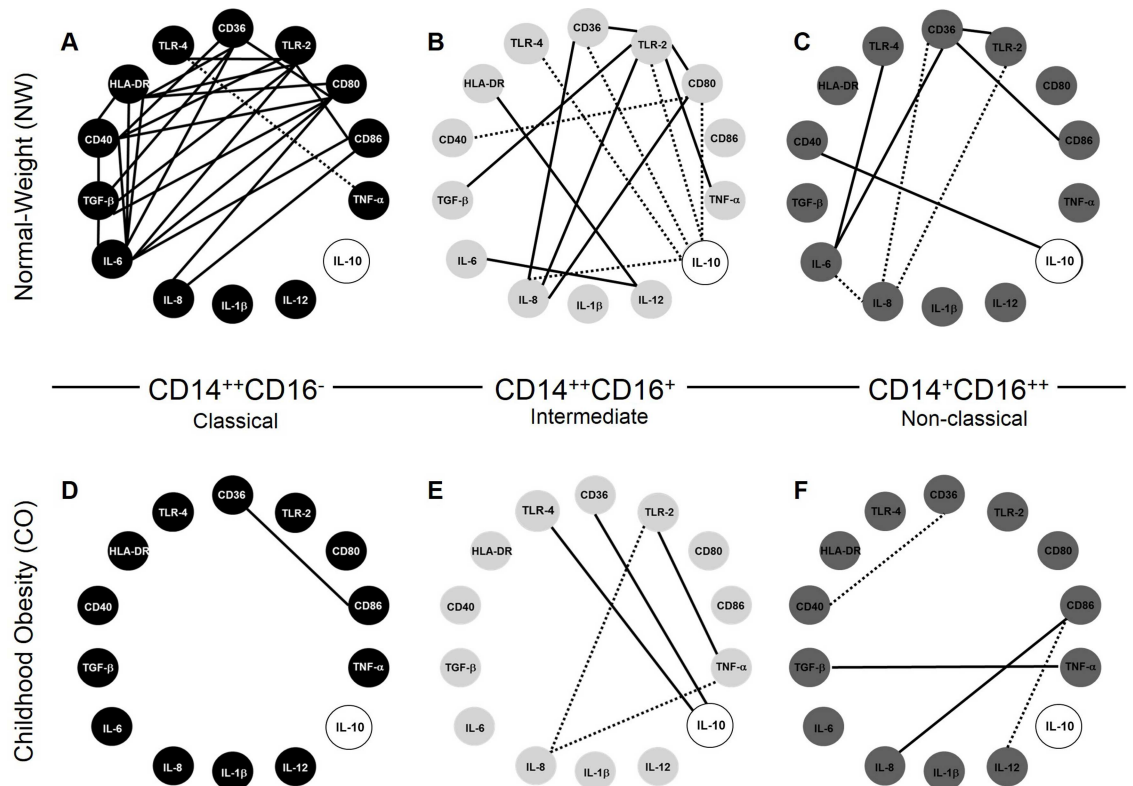 A
CD36
TLR-4
TLR-2
HLA-DR
CD80
CD40
CD86
TGF-β
TNF-α
IL-6
IL-10
IL-8
IL-1β
IL-12
B
CD36
TLR-4
TLR-2
HLA-DR
CD80
CD40
CD86
TGF-β
TNF-α
IL-6
IL-10
IL-8
IL-1β
IL-12
C
CD36
TLR-4
TLR-2
HLA-DR
CD80
CD40
CD86
TGF-β
TNF-α
IL-6
IL-10
IL-8
IL-1β
IL-12
Normal-Weight (NW)
CD14⁺⁺CD16⁻
Classical
CD14⁺⁺CD16⁺
Intermediate
CD14⁺CD16⁺⁺
Non-classical
Childhood Obesity (CO)
D
CD36
TLR-4
TLR-2
HLA-DR
CD80
CD40
CD86
TGF-β
TNF-α
IL-6
IL-10
IL-8
IL-1β
IL-12
E
CD36
TLR-4
TLR-2
HLA-DR
CD80
CD40
CD86
TGF-β
TNF-α
IL-6
IL-10
IL-8
IL-1β
IL-12
F
CD36
TLR-4
TLR-2
HLA-DR
CD80
CD40
CD86
TGF-β
TNF-α
IL-6
IL-10
IL-8
IL-1β
IL-12